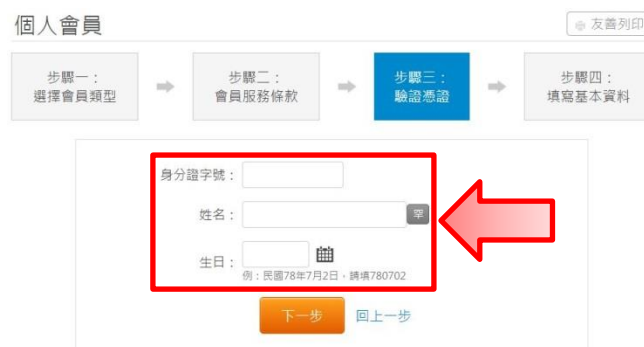 個人會員
友善列印
步驟一：
選擇會員類型
步驟二：
會員服務條款
步驟三：
驗證憑證
步驟四：
填寫基本資料
身分證字號：
姓名：
罕
生日：
例：民國78年7月2日，請填780702
下一步
回上一步